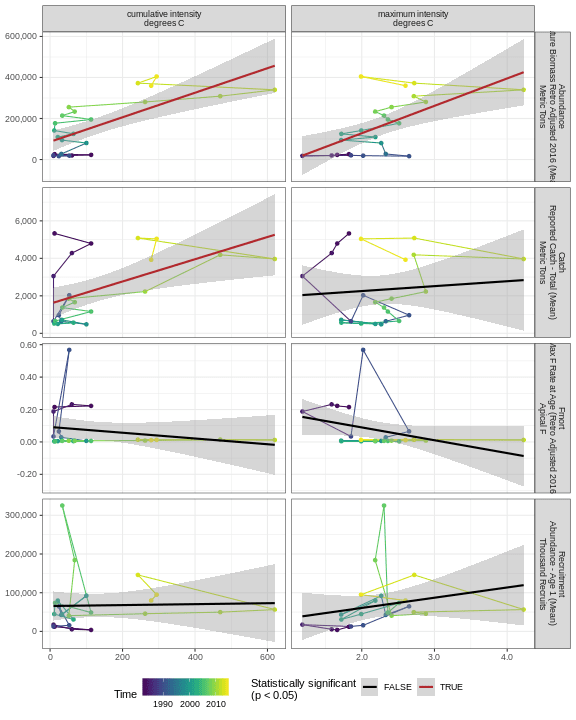 cumulative intensity
degrees C
maximum intensity
degrees C
600,000
400,000
200,000
0
Abundance
Biomass Retro Adjusted 2016
Metric Tons
6,000
4,000
2,000
0
Catch
Reported Catch - Total (Mean)
Metric Tons
0.60
0.40
0.20
0.00
-0.20
Fmort
F Rate at Age (Retro Adjusted 2016
Apical F
300,000
200,000
100,000
0
Recruitment
Abundance - Age 1 (Mean)
Thousand Recruits
0
200
400
600
2.0
3.0
4.0
Time
1990
2000
2010
Statistically significant
(p < 0.05)
FALSE
TRUE